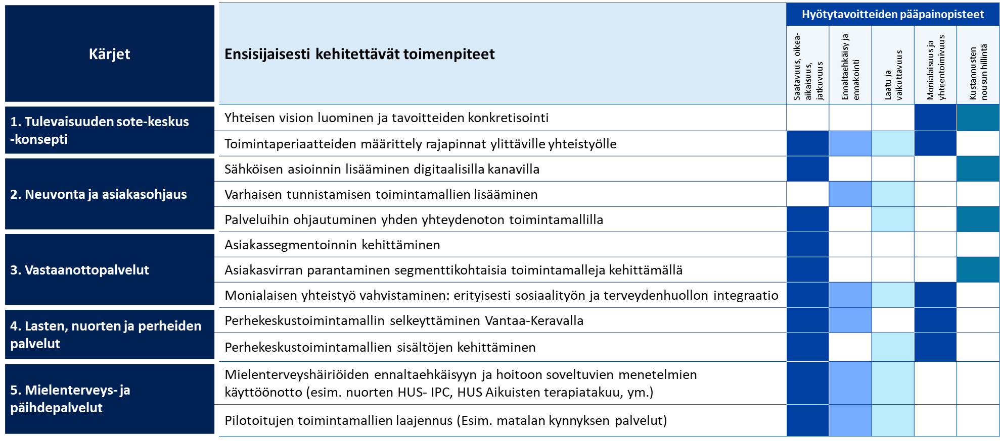 Kärjet
Ensisijaisesti kehitettävät toimenpiteet
Hyötytavoitteiden pääpainopisteet
Saatavuus, oikea-
aikaisuus,
jatkuvuus
Ennaltaehkäisy ja
ennakointi
Laatu ja
vaikuttavuus
Monialaisuus ja
yhteentoimivuus
Kustannusten
nousun hillintä
1. Tulevaisuuden sote-keskus
-konsepti
Yhteisen vision luominen ja tavoitteiden konkretisointi
Toimintaperiaatteiden määrittely rajapinnat ylittäville yhteistyölle
2. Neuvonta ja asiakasohjaus
Sähköisen asioinnin lisääminen digitaalisilla kanavilla
Varhaisen tunnistamisen toimintamallien lisääminen
Palveluihin ohjautuminen yhden yhteydenoton toimintamallilla
3. Vastaanottopalvelut
Asiakassegmentoinnin kehittäminen
Asiakasvirran parantaminen segmenttikohtaisia toimintamalleja kehittämällä
Monialaisen yhteistyö vahvistaminen: erityisesti sosiaalityön ja terveydenhuollon integraatio
4. Lasten, nuorten ja perheiden
palvelut
Perhekeskustoimintamallin selkeyttäminen Vantaa-Keravalla
Perhekeskustoimintamallien sisältöjen kehittäminen
5. Mielenterveys- ja
päihdepalvelut
Mielenterveyshäiriöiden ennaltaehkäisyyn ja hoitoon soveltuvien menetelmien
käyttöönotto (esim. nuorten HUS- IPC, HUS Aikuisten terapiatakuu, ym.)
Pilotoitujen toimintamallien laajennus (Esim. matalan kynnyksen palvelut)